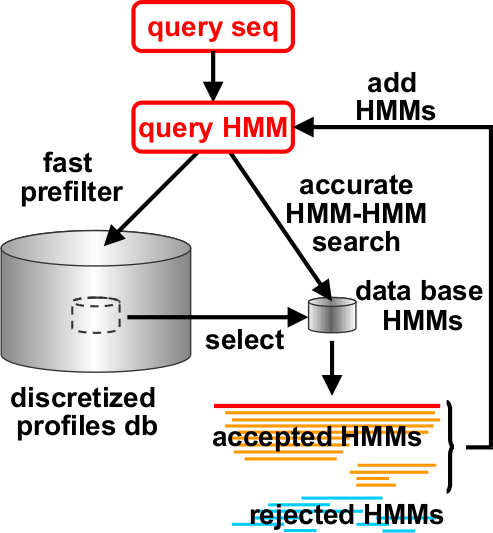 query seq
query HMM
add
HMMs
fast
prefilter
accurate
HMM-HMM
search
data base
HMMs
select
discretized
profiles db
accepted HMMs
rejected HMMs